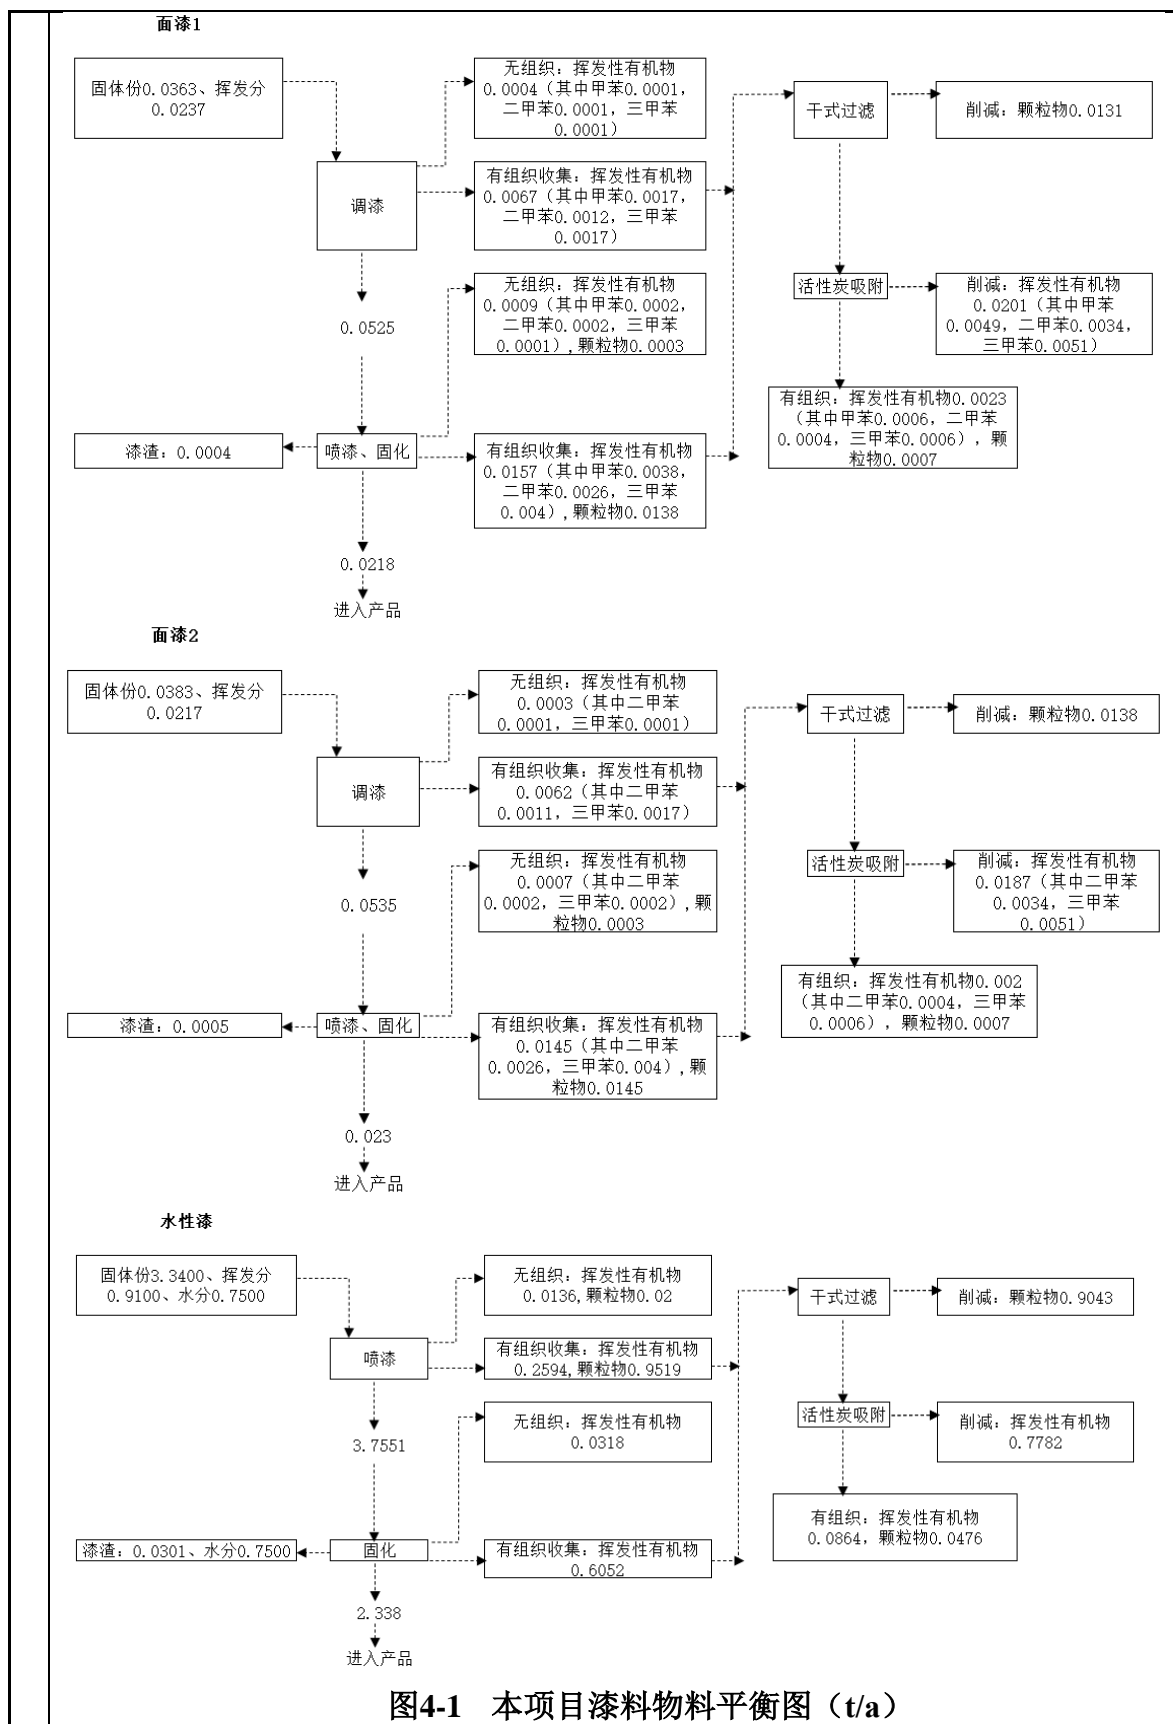 面漆1
固体份0.0363、挥发分
0.0237
调漆
0.0525
漆渣：0.0004
喷漆、固化
0.0218
进入产品
无组织：挥发性有机物
0.0004（其中甲苯0.0001，
二甲苯0.0001，三甲苯
0.0001）
有组织收集：挥发性有机物
0.0067（其中甲苯0.0017，
二甲苯0.0012，三甲苯
0.0017）
无组织：挥发性有机物
0.0009（其中甲苯0.0002，
二甲苯0.0002，三甲苯
0.0001）,颗粒物0.0003
有组织收集：挥发性有机物
0.0157（其中甲苯0.0038，
二甲苯0.0026，三甲苯
0.004）,颗粒物0.0138
干式过滤
削减：颗粒物0.0131
活性炭吸附
削减：挥发性有机物
0.0201（其中甲苯
0.0049，二甲苯0.0034，
三甲苯0.0051）
有组织：挥发性有机物0.0023
（其中甲苯0.0006，二甲苯
0.0004，三甲苯0.0006），颗
粒物0.0007
面漆2
固体份0.0383、挥发分
0.0217
调漆
0.0535
漆渣：0.0005
喷漆、固化
0.023
进入产品
无组织：挥发性有机物
0.0003（其中二甲苯
0.0001，三甲苯0.0001）
有组织收集：挥发性有机物
0.0062（其中二甲苯
0.0011，三甲苯0.0017）
无组织：挥发性有机物
0.0007（其中二甲苯
0.0002，三甲苯0.0002）,颗
粒物0.0003
有组织收集：挥发性有机物
0.0145（其中二甲苯
0.0026，三甲苯0.004）,颗
粒物0.0145
干式过滤
削减：颗粒物0.0138
活性炭吸附
削减：挥发性有机物
0.0187（其中二甲苯
0.0034，三甲苯
0.0051）
有组织：挥发性有机物0.002
（其中二甲苯0.0004，三甲苯
0.0006），颗粒物0.0007
水性漆
固体份3.3400、挥发分
0.9100、水分0.7500
喷漆
3.7551
漆渣：0.0301、水分0.7500
固化
2.338
进入产品
无组织：挥发性有机物
0.0136,颗粒物0.02
有组织收集：挥发性有机物
0.2594,颗粒物0.9519
无组织：挥发性有机物
0.0318
有组织收集：挥发性有机物
0.6052
干式过滤
削减：颗粒物0.9043
活性炭吸附
削减：挥发性有机物
0.7782
有组织：挥发性有机物
0.0864，颗粒物0.0476
图4-1 本项目漆料物料平衡图（t/a）